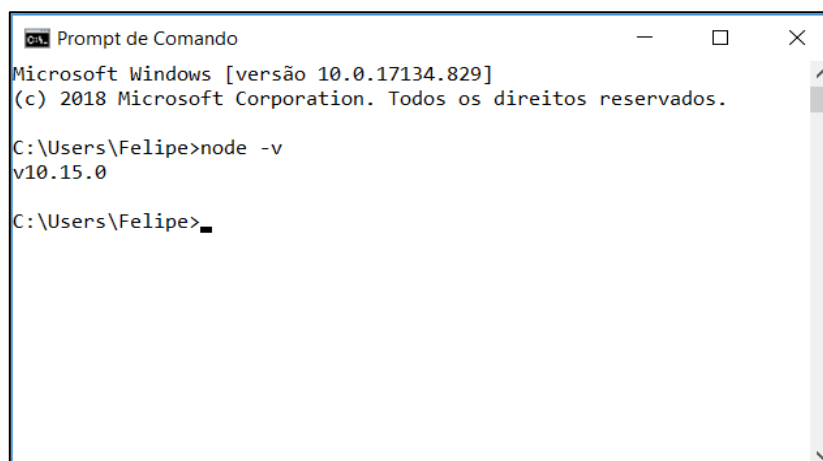 Prompt de Comando
Microsoft Windows [versão 10.0.17134.829]
(c) 2018 Microsoft Corporation. Todos os direitos reservados.
C:\Users\Felipe>node -v
v10.15.0
C:\Users\Felipe>